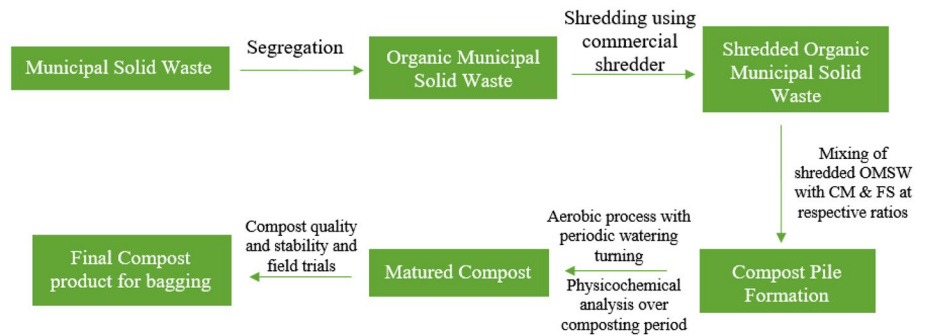 Municipal Solid Waste
Segregation
Organic Municipal
Solid Waste
Shredding using
commercial
shredder
Shredded Organic
Municipal Solid
Waste
Mixing of
shredded OMSW
with CM & FS at
respective ratios
Compost Pile
Formation
Aerobic process with
periodic watering
turning
Physicochemical
analysis over
composting period
Matured Compost
Compost quality
and stability and
field trials
Final Compost
product for bagging